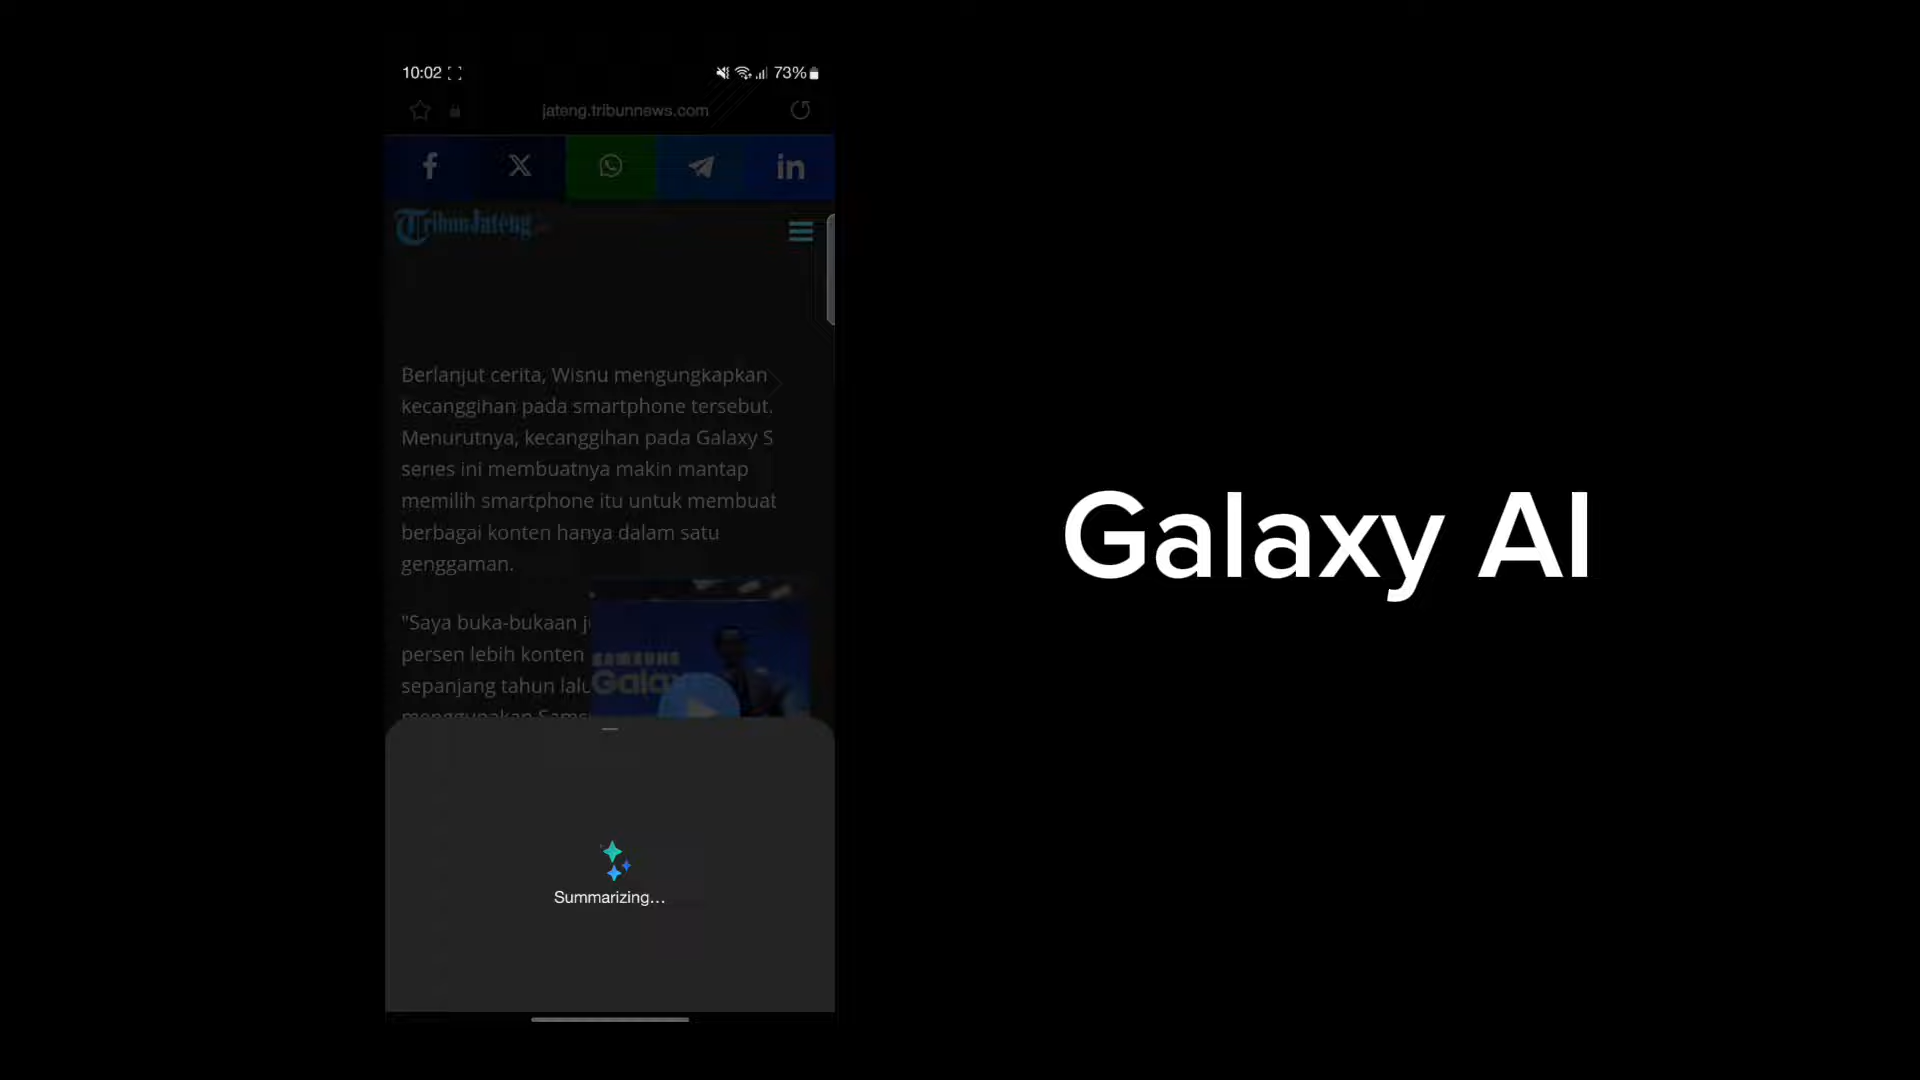 10:02
73%
jateng.tribunnews.com
TribunJateng
Berlanjut cerita, Wisnu mengungkapkan
kecanggihan pada smartphone tersebut.
Menurutnya, kecanggihan pada Galaxy S
series ini membuatnya makin mantap
memilih smartphone itu untuk membuat
berbagai konten hanya dalam satu
genggaman.
"Saya buka-bukaan
persen lebih konten
sepanjang tahun lalu
menggunakan
SAMSUNG
Galaxy
Summarizing...
Galaxy AI